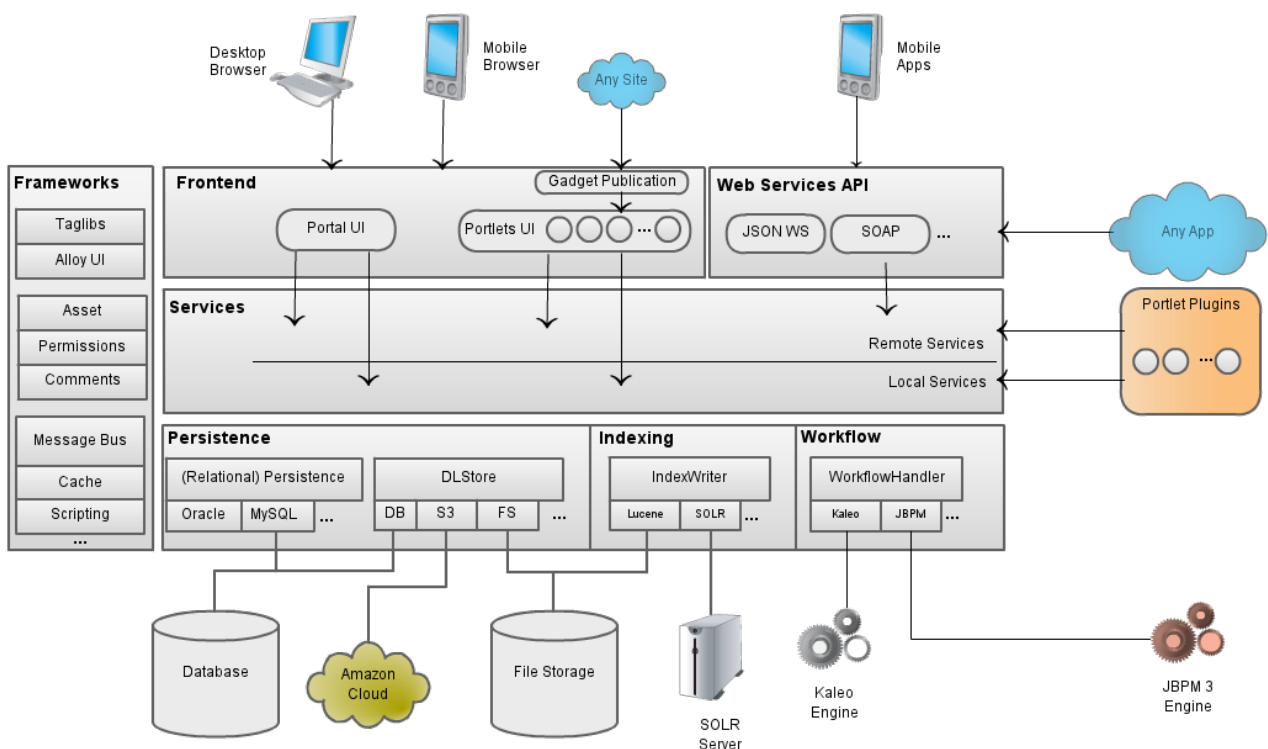 Desktop
Browser
Mobile
Browser
Any Site
Mobile
Apps
Frameworks
Taglibs
Alloy UI
Asset
Permissions
Comments
Message Bus
Cache
Scripting
...
Frontend
Gadget Publication
Portal UI
Portlets UI
...
Web Services API
JSON WS
SOAP
...
Any App
Services
Remote Services
Local Services
Portlet Plugins
...
Persistence
(Relational) Persistence
Oracle
MySQL
...
DLStore
DB
S3
FS
...
Indexing
IndexWriter
Lucene
SOLR
...
Workflow
WorkflowHandler
Kaleo
JBPM
...
Database
Amazon
Cloud
File Storage
SOLR
Server
Kaleo
Engine
JBPM 3
Engine